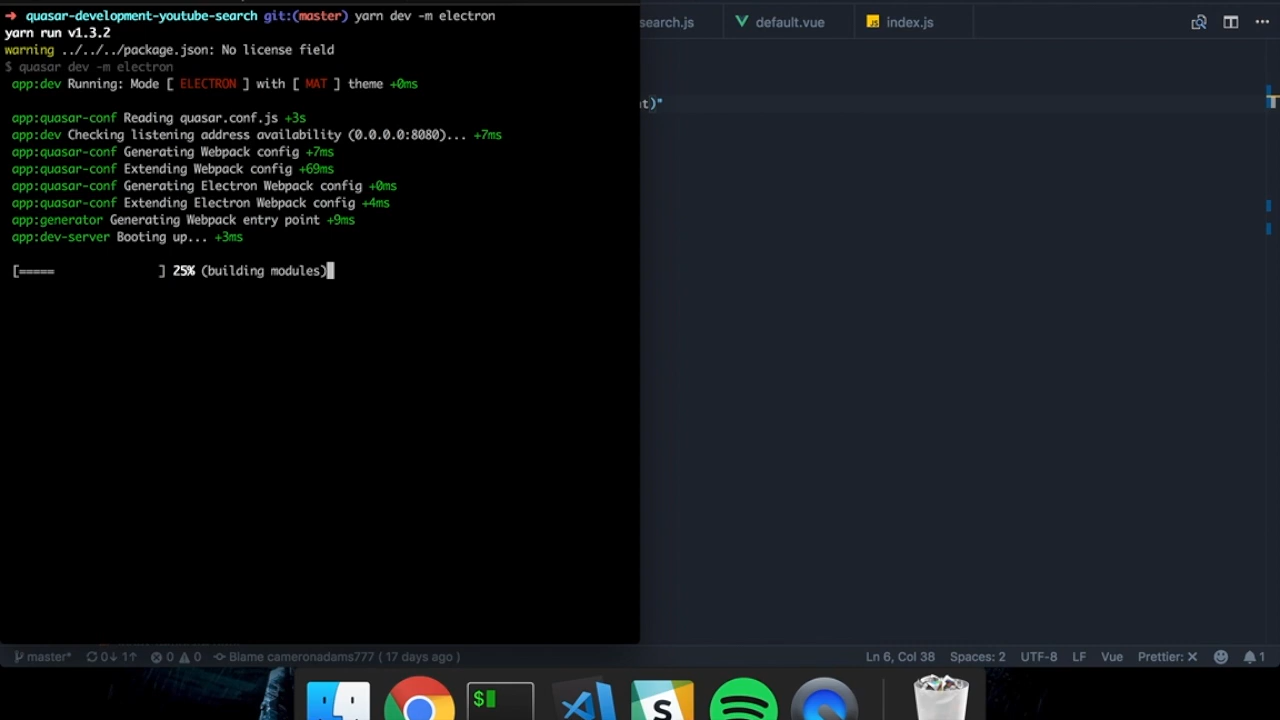 ➜ quasar-development-youtube-search git:(master) yarn dev -m electron
yarn run v1.3.2
warning ../../../package.json: No license field
$ quasar dev -m electron
app:dev Running: Mode [ ELECTRON ] with [ MAT ] theme +0ms
app:quasar-conf Reading quasar.conf.js +3s
app:dev Checking listening address availability (0.0.0.0:8080)... +7ms
app:quasar-conf Generating Webpack config +7ms
app:quasar-conf Extending Webpack config +69ms
app:quasar-conf Generating Electron Webpack config +0ms
app:quasar-conf Extending Electron Webpack config +4ms
app:generator Generating Webpack entry point +9ms
app:dev-server Booting up... +3ms
[===== ] 25% (building modules)
search.js default.vue JS index.js
t)"
master* 0↓ 1↑ 0 0 Blame cameronadams777 ( 17 days ago ) Ln 6, Col 38 Spaces: 2 UTF-8 LF Vue Prettier: ✕ 1
$
S